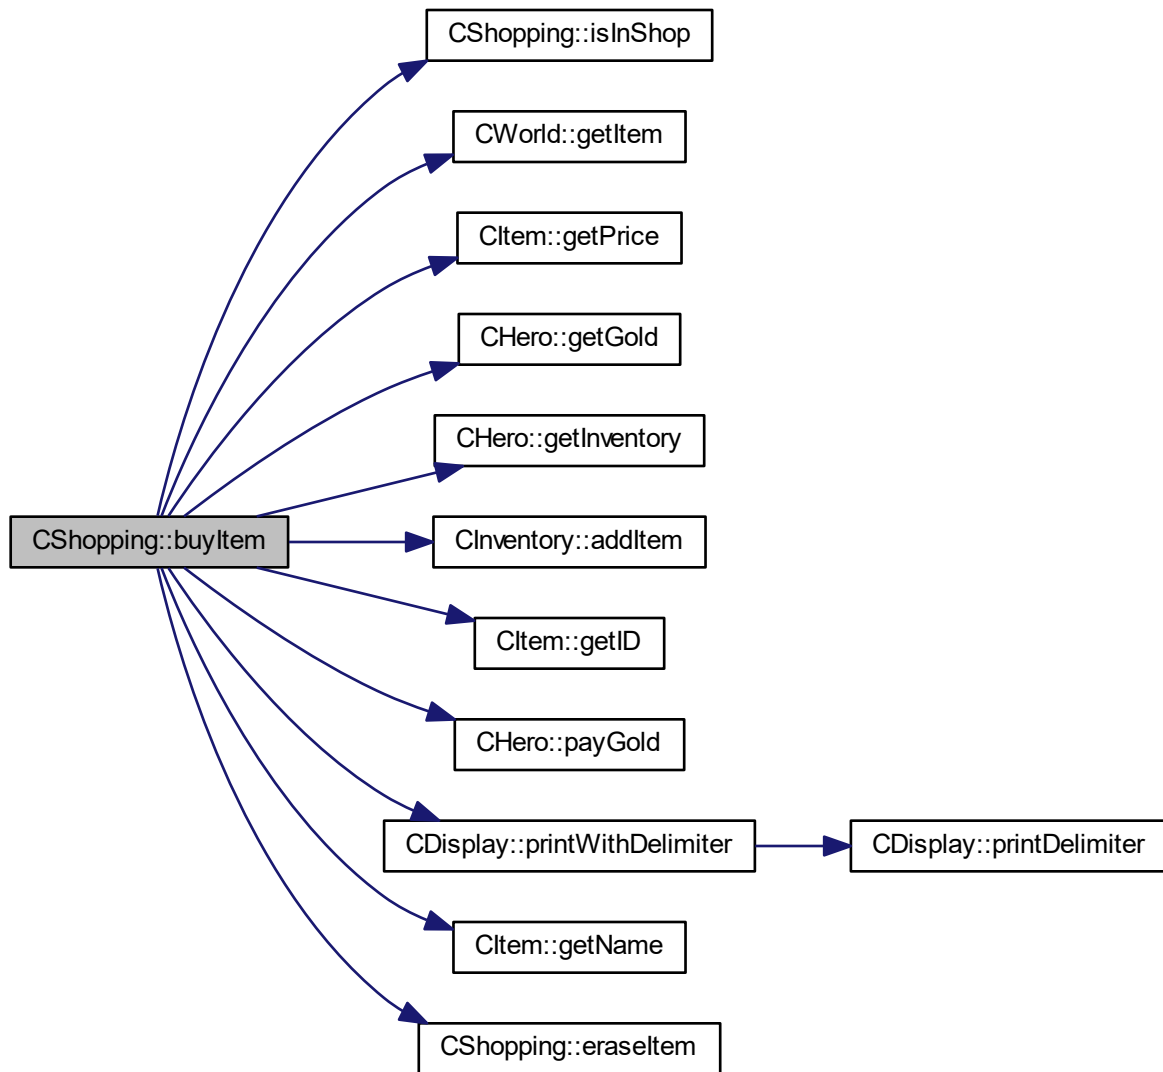 CShopping::isInShop
CWorld::getItem
CItem::getPrice
CHero::getGold
CHero::getInventory
CShopping::buyItem
CInventory::addItem
CItem::getID
CHero::payGold
CDisplay::printWithDelimiter
CDisplay::printDelimiter
CItem::getName
CShopping::eraseItem